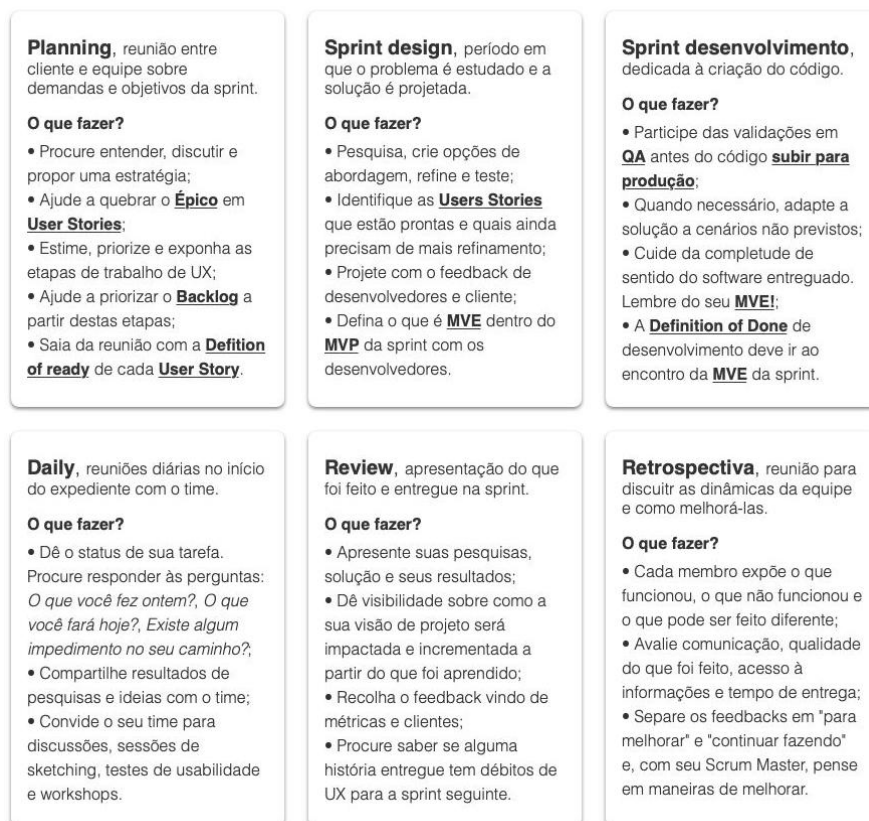 Planning, reunião entre
cliente e equipe sobre
demandas e objetivos da sprint.
O que fazer?
• Procure entender, discutir e
propor uma estratégia;
• Ajude a quebrar o Épico em
User Stories;
• Estime, priorize e exponha as
etapas de trabalho de UX;
• Ajude a priorizar o Backlog a
partir destas etapas;
• Saia da reunião com a Defition
of ready de cada User Story.
Sprint design, período em
que o problema é estudado e a
solução é projetada.
O que fazer?
• Pesquisa, crie opções de
abordagem, refine e teste;
• Identifique as Users Stories
que estão prontas e quais ainda
precisam de mais refinamento;
• Projete com o feedback de
desenvolvedores e cliente;
• Defina o que é MVE dentro do
MVP da sprint com os
desenvolvedores.
Sprint desenvolvimento,
dedicada à criação do código.
O que fazer?
• Participe das validações em
QA antes do código subir para
produção;
• Quando necessário, adapte a
solução a cenários não previstos;
• Cuide da completude de
sentido do software entreguado.
Lembre do seu MVE!;
• A Definition of Done de
desenvolvimento deve ir ao
encontro da MVE da sprint.
Daily, reuniões diárias no início
do expediente com o time.
O que fazer?
• Dê o status de sua tarefa.
Procure responder às perguntas:
O que você fez ontem?, O que
você fará hoje?, Existe algum
impedimento no seu caminho?;
• Compartilhe resultados de
pesquisas e ideias com o time;
• Convide o seu time para
discussões, sessões de
sketching, testes de usabilidade
e workshops.
Review, apresentação do que
foi feito e entregue na sprint.
O que fazer?
• Apresente suas pesquisas,
solução e seus resultados;
• Dê visibilidade sobre como a
sua visão de projeto será
impactada e incrementada a
partir do que foi aprendido;
• Recolha o feedback vindo de
métricas e clientes;
• Procure saber se alguma
história entregue tem débitos de
UX para a sprint seguinte.
Retrospectiva, reunião para
discuitr as dinâmicas da equipe
e como melhorá-las.
O que fazer?
• Cada membro expõe o que
funcionou, o que não funcionou e
o que pode ser feito diferente;
• Avalie comunicação, qualidade
do que foi feito, acesso à
informações e tempo de entrega;
• Separe os feedbacks em "para
melhorar" e "continuar fazendo"
e, com seu Scrum Master, pense
em maneiras de melhorar.